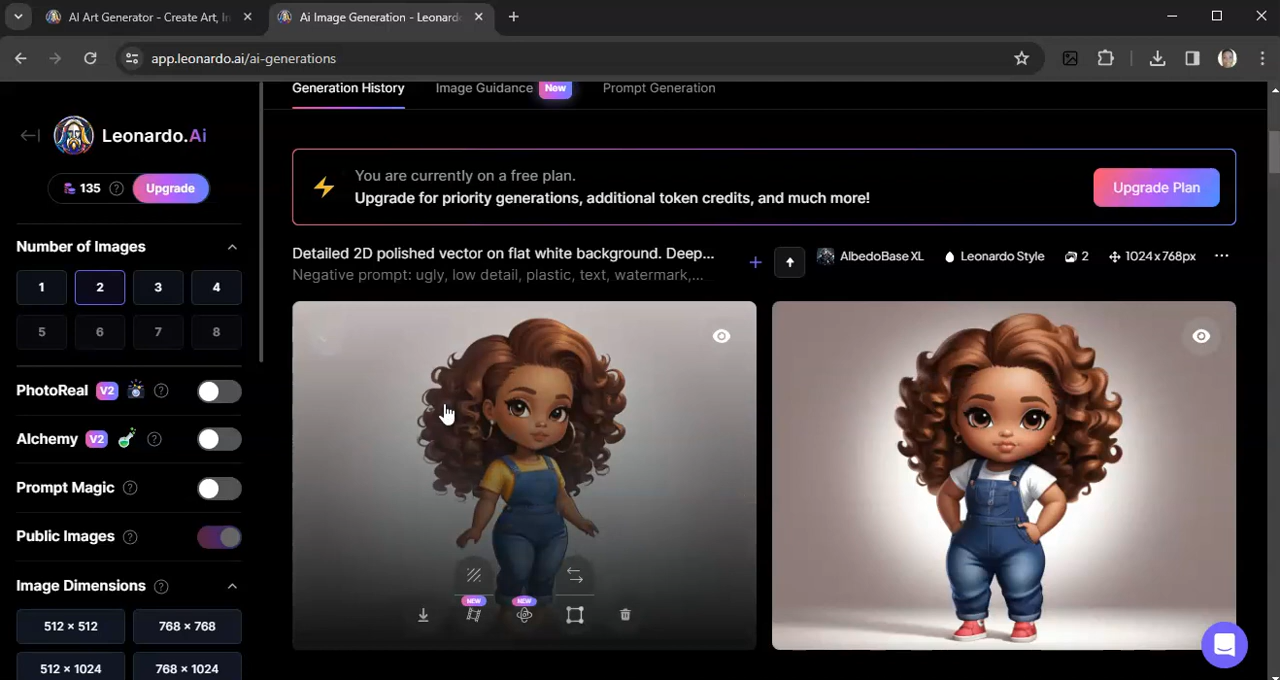 AI Art Generator - Create Art, In
Ai Image Generation - Leonard
app.leonardo.ai/ai-generations
Generation History
Image Guidance
New
Prompt Generation
Leonardo.Ai
135
Upgrade
You are currently on a free plan.
Upgrade for priority generations, additional token credits, and much more!
Upgrade Plan
Number of Images
1
2
3
4
5
6
7
8
Detailed 2D polished vector on flat white background. Deep...
Negative prompt: ugly, low detail, plastic, text, watermark,...
AlbedoBase XL
Leonardo Style
2
1024x768px
...
PhotoReal V2
Alchemy V2
Prompt Magic
Public Images
Image Dimensions
512 × 512
768 × 768
512 × 1024
768 × 1024
NEW
NEW